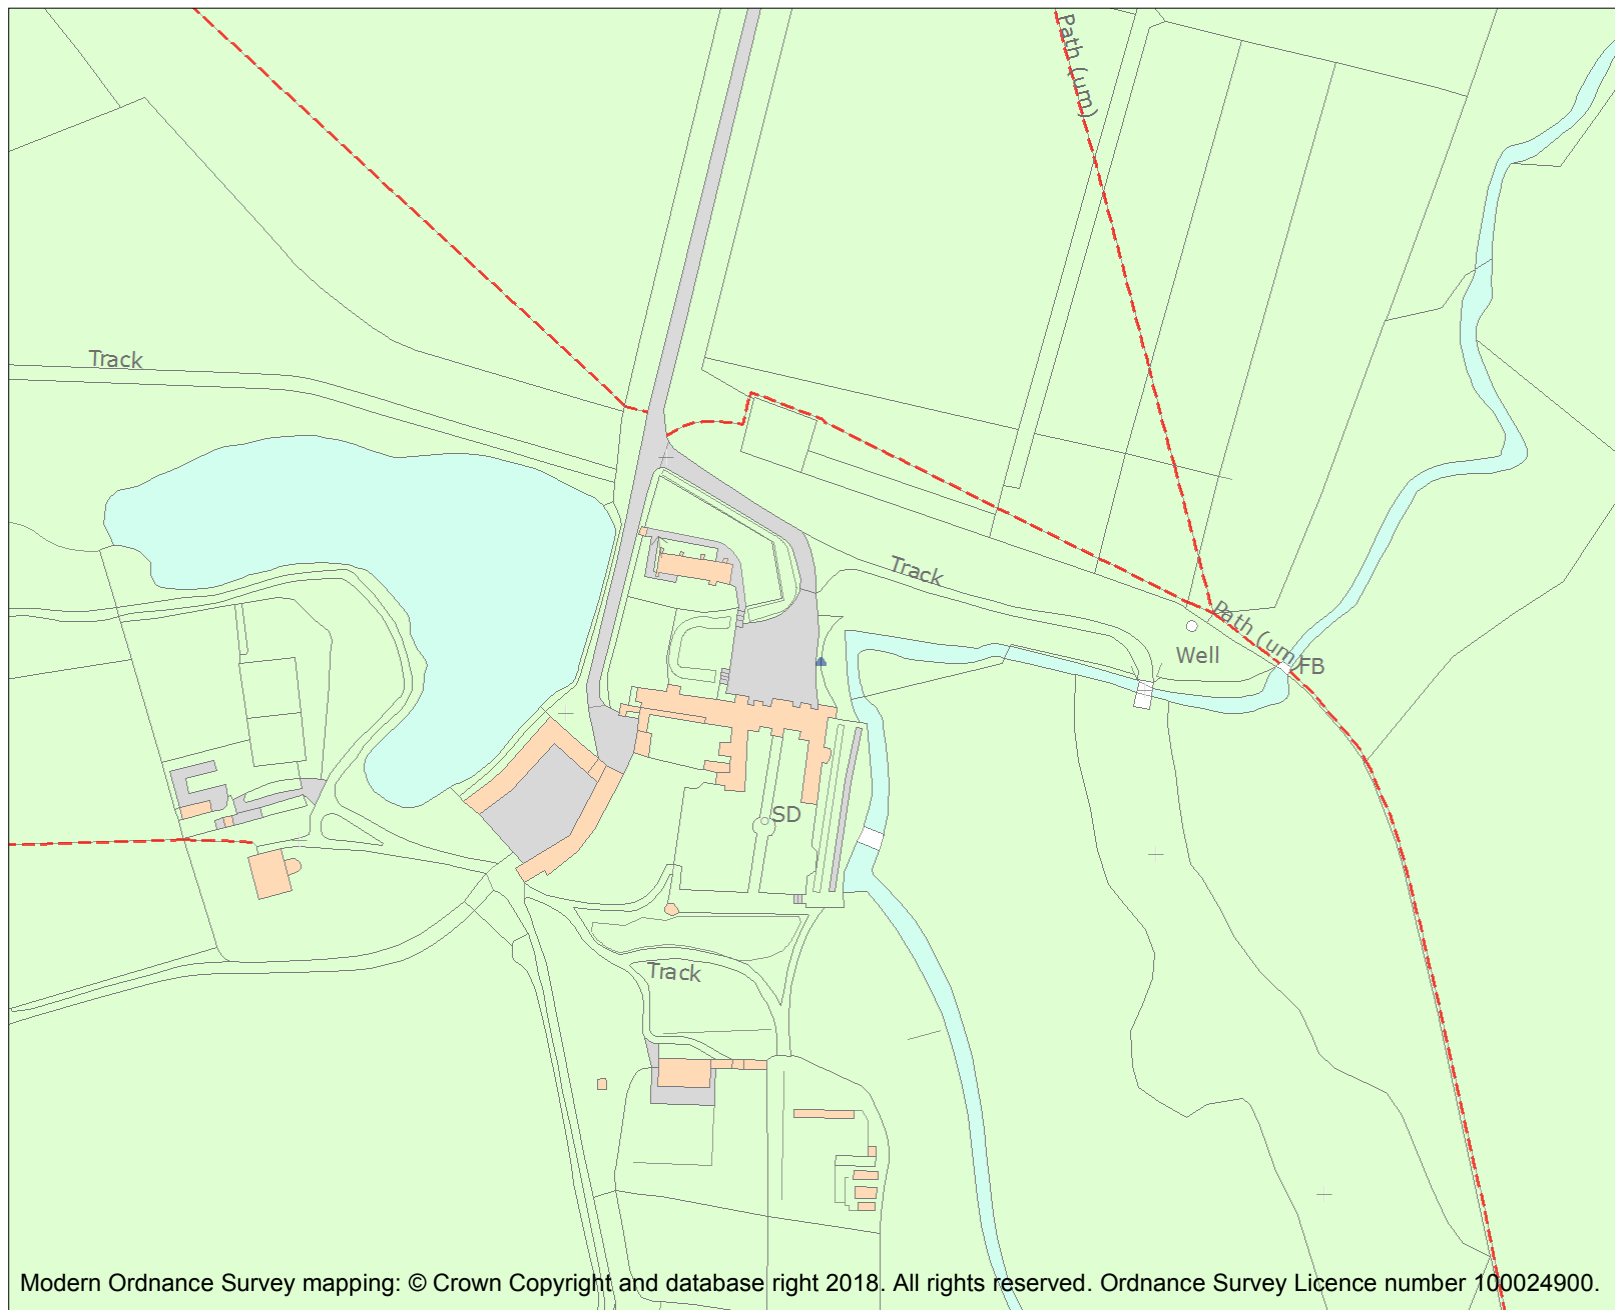 Path (um)
Track
Track
Path (um)
Well
FB
SD
Track
Modern Ordnance Survey mapping: © Crown Copyright and database right 2018. All rights reserved. Ordnance Survey Licence number 100024900.